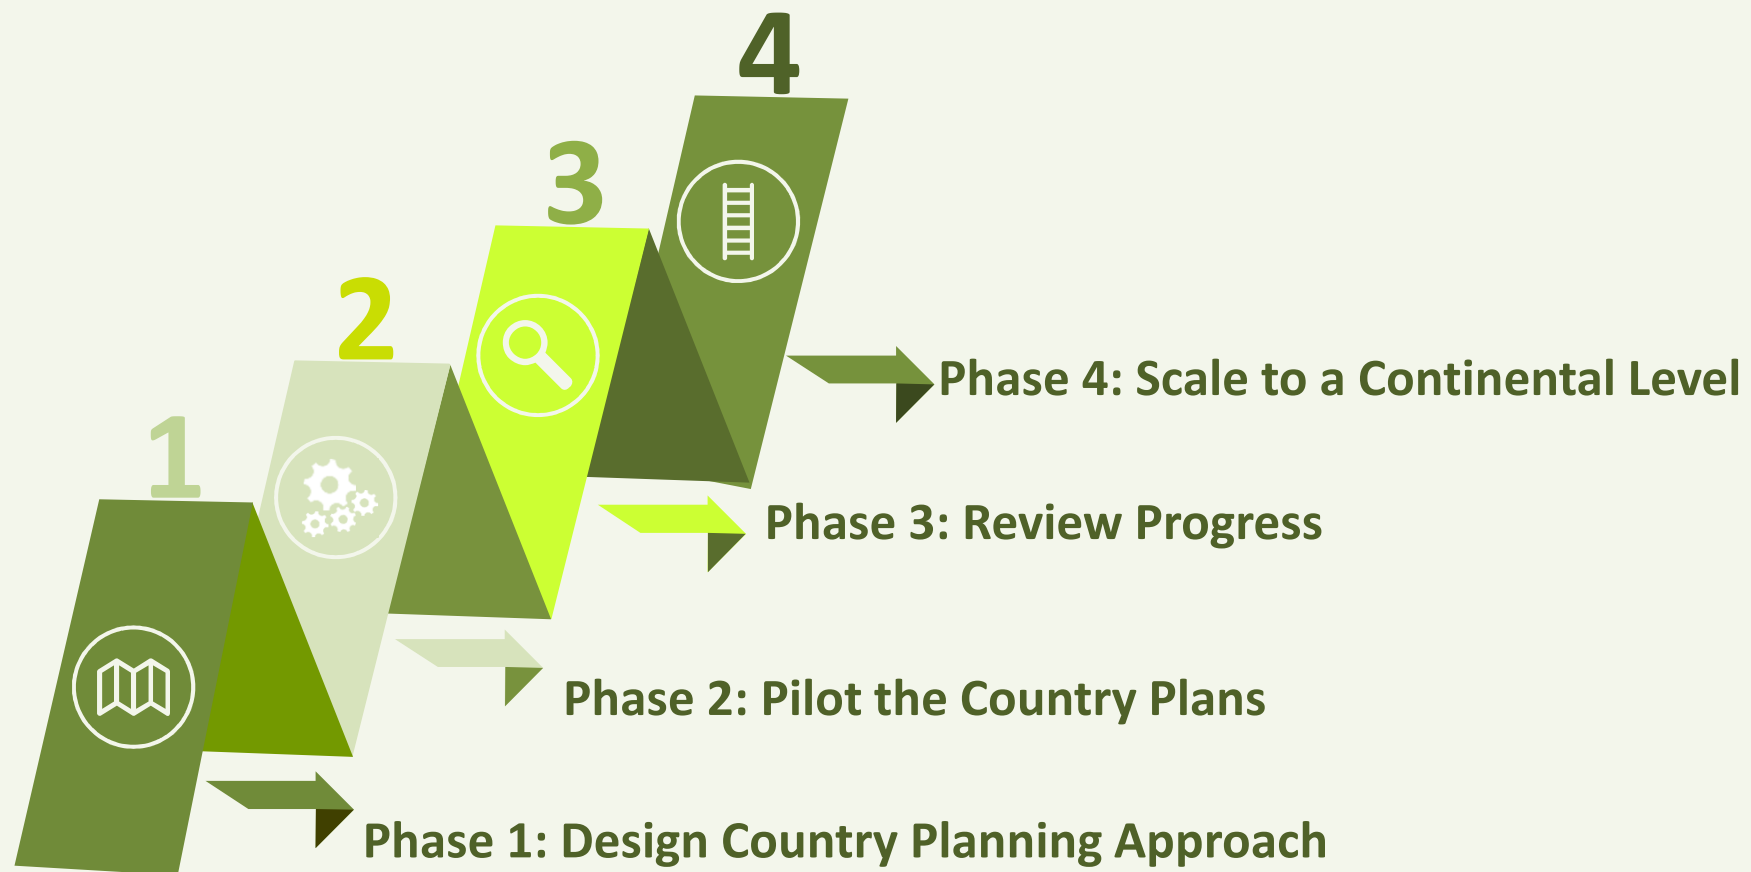 4
3
2
1
Phase 4: Scale to a Continental Level
Phase 3: Review Progress
Phase 2: Pilot the Country Plans
Phase 1: Design Country Planning Approach